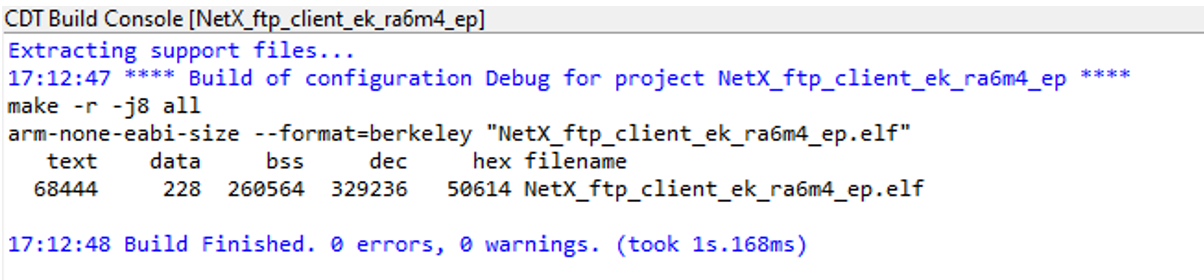 CDT Build Console [NetX_ftp_client_ek_ra6m4_ep]
Extracting support files...
17:12:47 **** Build of configuration Debug for project NetX_ftp_client_ek_ra6m4_ep ****
make -r -j8 all
arm-none-eabi-size --format=berkeley "NetX_ftp_client_ek_ra6m4_ep.elf"
   text    data     bss     dec     hex filename
  68444     228  260564  329236   50614 NetX_ftp_client_ek_ra6m4_ep.elf
17:12:48 Build Finished. 0 errors, 0 warnings. (took 1s.168ms)